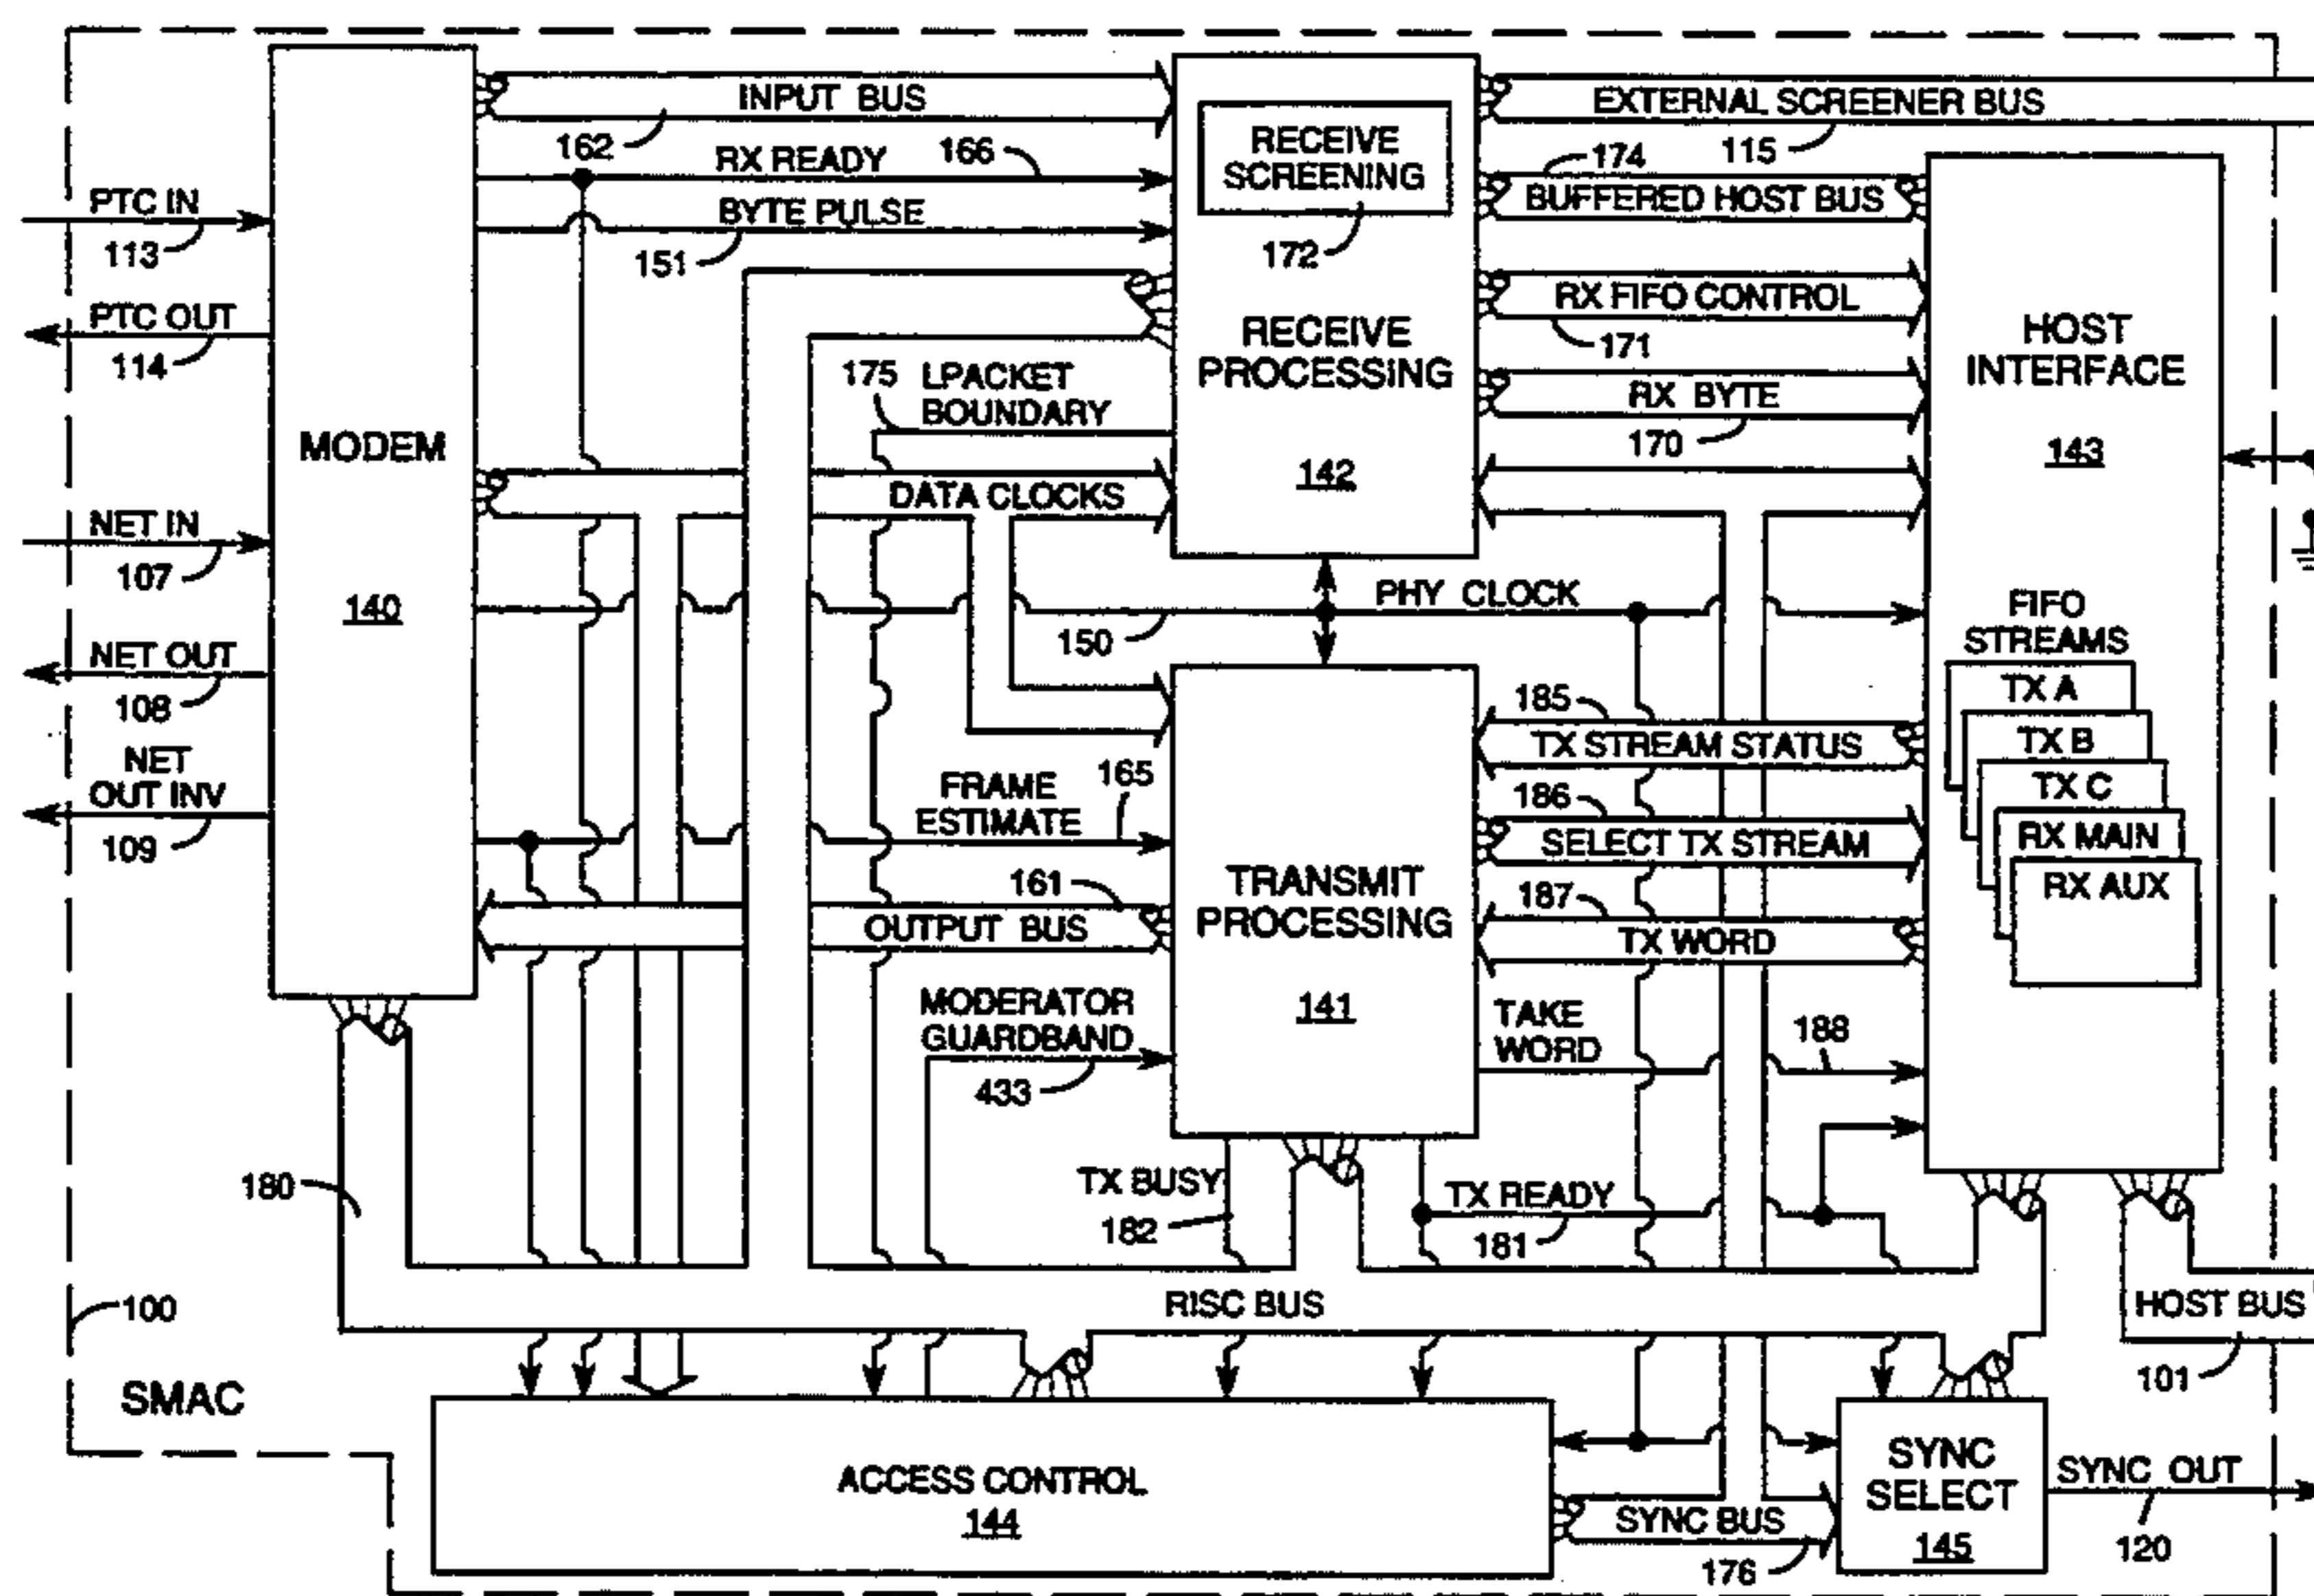 INPUT BUS
162
RX READY
166
BYTE PULSE
151
PTC IN
113
PTC OUT
114
NET IN
107
NET OUT
108
NET
OUT INV
109
MODEM
140
RECEIVE
SCREENING
172
RECEIVE
PROCESSING
142
EXTERNAL SCREENER BUS
115
174
BUFFERED HOST BUS
RX FIFO CONTROL
171
RX BYTE
170
HOST
INTERFACE
143
175 LPACKET
BOUNDARY
DATA CLOCKS
PHY CLOCK
150
FIFO
STREAMS
TX A
TX B
TX C
RX MAIN
RX AUX
185
TX STREAM STATUS
186
SELECT TX STREAM
187
TX WORD
TAKE
WORD
188
FRAME
ESTIMATE
165
161
OUTPUT BUS
TRANSMIT
PROCESSING
141
MODERATOR
GUARDBAND
433
TX BUSY
182
TX READY
181
180
RISC BUS
HOST BUS
101
100
SMAC
ACCESS CONTROL
144
SYNC BUS
176
SYNC
SELECT
145
SYNC OUT
120